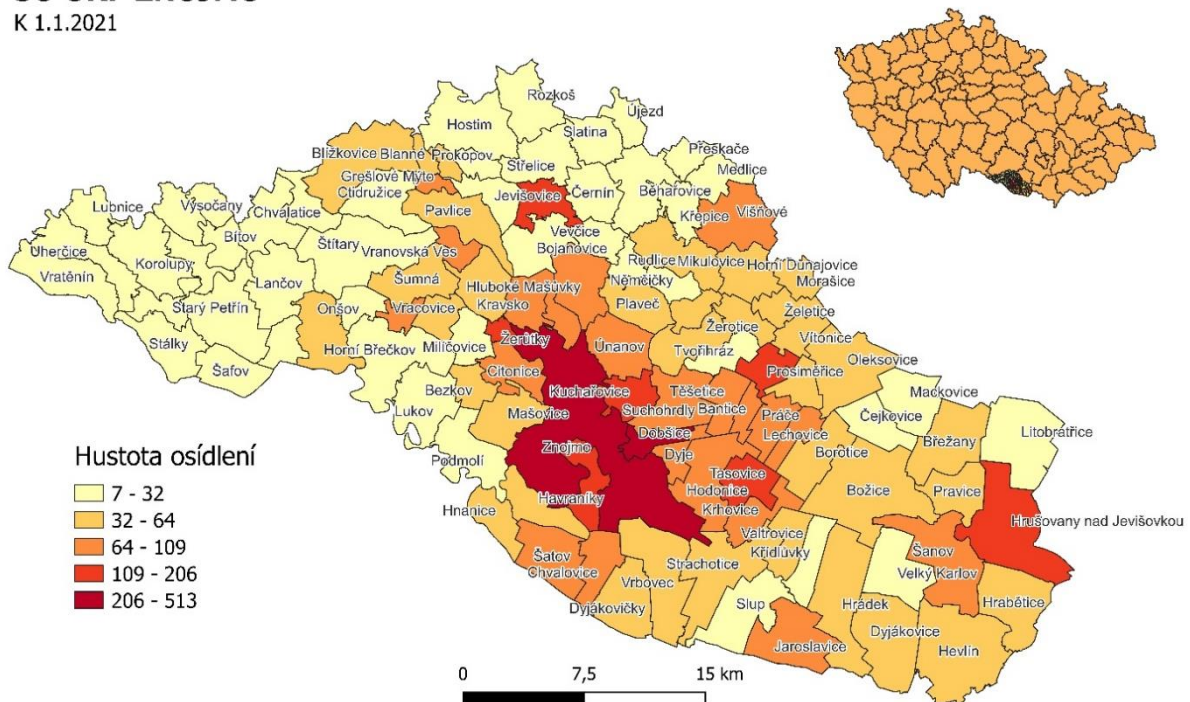 K 1.1.2021
Rozkoš
Újezd
Hostim
Slatina
Přeskače
Blížkovice
Blanné
Prokopov
Střelice
Medlice
Grešlové Mýto
Ctidružice
Jevišovice
Černín
Běhařovice
Lubnice
Vysočany
Chvalatice
Pavlice
Křepice
Višňové
Bítov
Vevčice
Uherčice
Štítary
Vranovská Ves
Bojanovice
Korolupy
Rudlice
Mikulovice
Horní Dunajovice
Vratěnín
Lančov
Šumná
Hluboké Mašůvky
Němčičky
Morašice
Starý Petřín
Onšov
Vracovice
Kravsko
Plaveč
Želetice
Žerotice
Vítonice
Stálky
Horní Břečkov
Milíčovice
Žerůtky
Únanov
Tvořihráz
Oleksovice
Šafov
Citonice
Prosiměřice
Bezkov
Kuchařovice
Těšetice
Mackovice
Lukov
Mašovice
Suchohrdly
Bantice
Práče
Čejkovice
Litobratřice
Hustota osídlení
Dobšice
Lechovice
Břežany
Podmolí
Znojmo
Dyje
Borotice
7 - 32
Tasovice
Hodonice
Božice
Pravice
32 - 64
Hnanice
Havraníky
Krhovice
Hrušovany nad Jevišovkou
64 - 109
Valtrovice
Šanov
109 - 206
Šatov
Strachotice
Křídlůvky
Chvalovice
Velký Karlov
206 - 513
Vrbovec
Slup
Hrádek
Hrabětice
Dyjákovičky
Dyjákovice
Jaroslavice
Hevlín
0
7,5
15 km